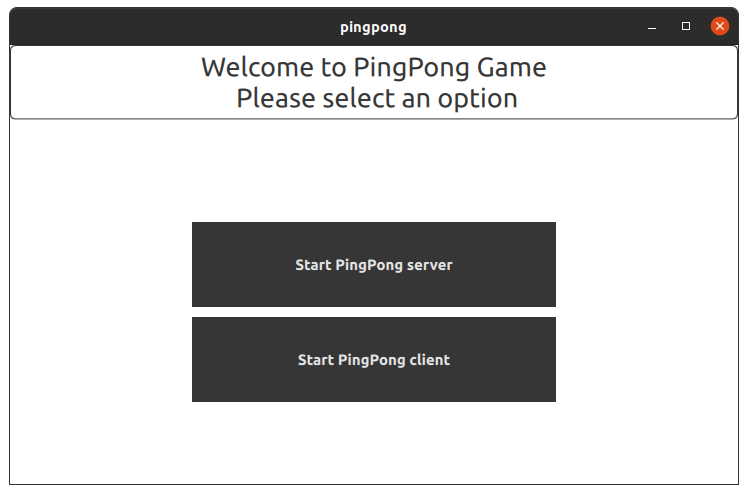 pingpong
Welcome to PingPong Game
Please select an option
Start PingPong server
Start PingPong client